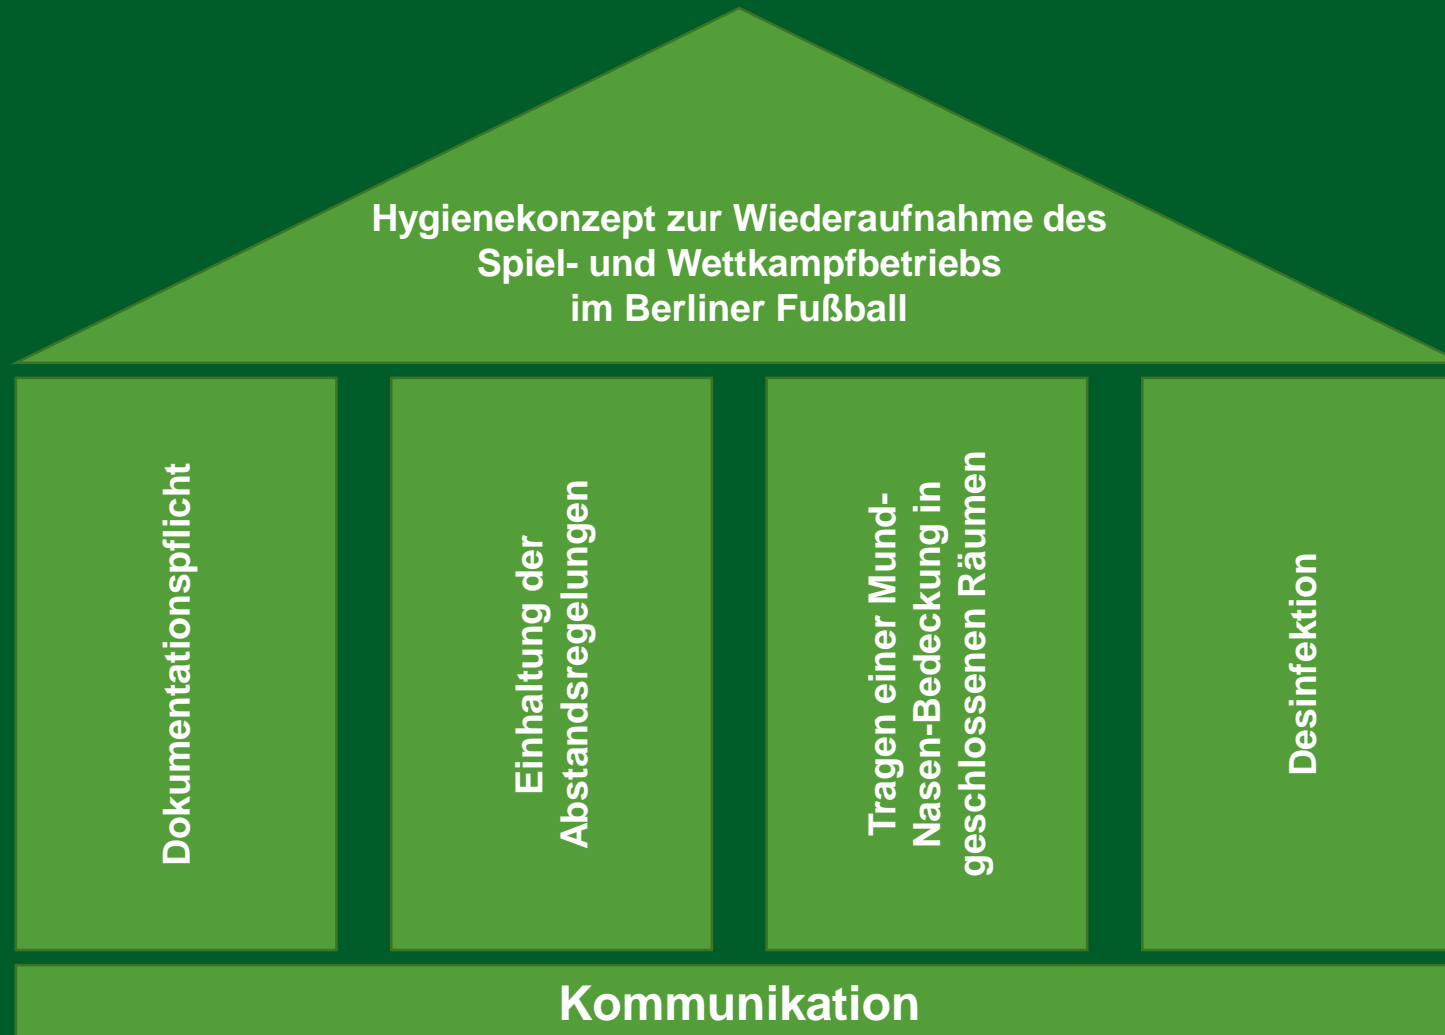 Hygienekonzept zur Wiederaufnahme des
Spiel- und Wettkampfbetriebs
im Berliner Fußball
Dokumentationspflicht
Einhaltung der
Abstandsregelungen
Tragen einer Mund-
Nasen-Bedeckung in
geschlossenen Räumen
Desinfektion
Kommunikation